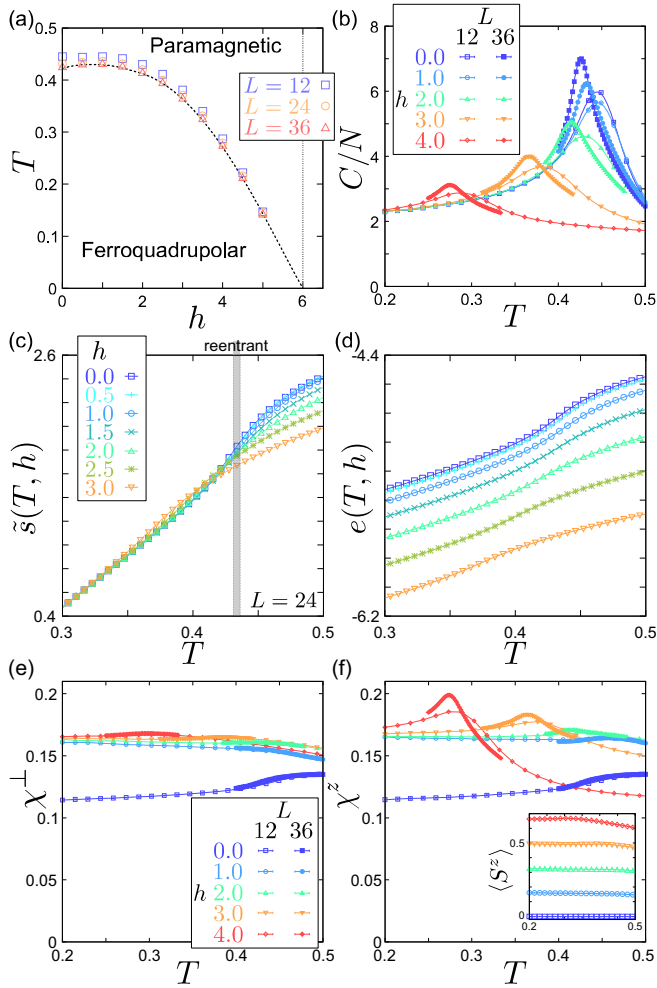 (a)
Paramagnetic
L = 12
L = 24
L = 36
Ferroquadrupolar
T
0.5
0.4
0.3
0.2
0.1
0
0 1 2 3 4 5 6 7
h
(b)
L
12 36
0.0
1.0
h 2.0
3.0
4.0
C/N
8
6
4
2
0
0.2 0.3 0.4 0.5
T
(c)
reentrant
h
0.0
0.5
1.0
1.5
2.0
2.5
3.0
s̃(T, h)
2.6
0.4
L = 24
0.3 0.4 0.5
T
(d)
e(T, h)
-4.4
-6.2
0.3 0.4 0.5
T
(e)
χ⊥
0.2
0.15
0.1
0.05
0
L
12 36
0.0
1.0
h 2.0
3.0
4.0
0.2 0.3 0.4 0.5
T
(f)
χᶻ
0.2
0.15
0.1
0.05
0
⟨Sᶻ⟩
0.5
0
0.2 0.5
0.2 0.3 0.4 0.5
T